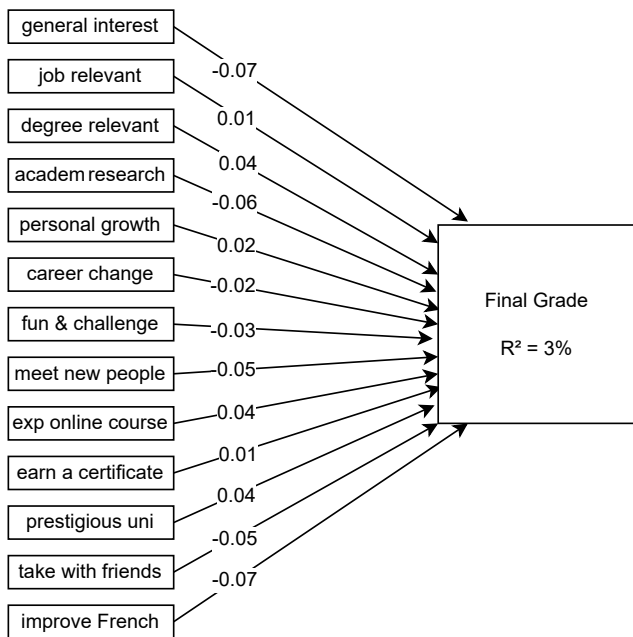 general interest
-0.07
job relevant
0.01
degree relevant
0.04
academ research
-0.06
personal growth
0.02
career change
-0.02
fun & challenge
-0.03
meet new people
0.05
exp online course
0.04
earn a certificate
0.01
prestigious uni
0.04
take with friends
-0.05
improve French
-0.07
Final Grade
R² = 3%